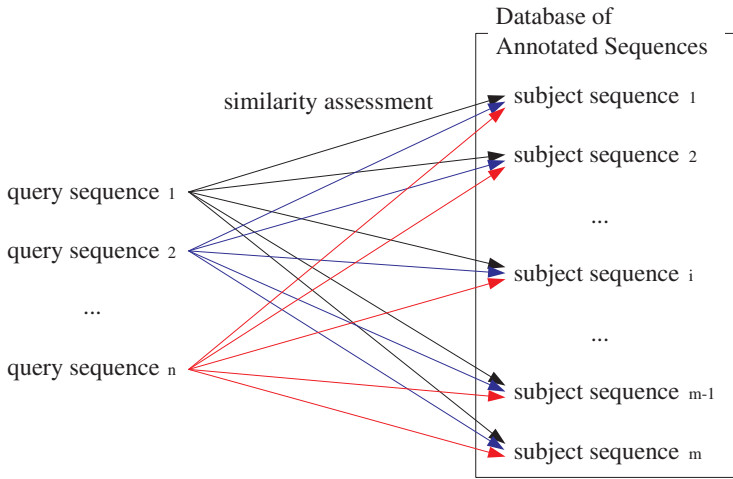 Database of
Annotated Sequences
similarity assessment
subject sequence 1
subject sequence 2
query sequence 1
...
query sequence 2
subject sequence i
...
...
query sequence n
subject sequence m-1
subject sequence m